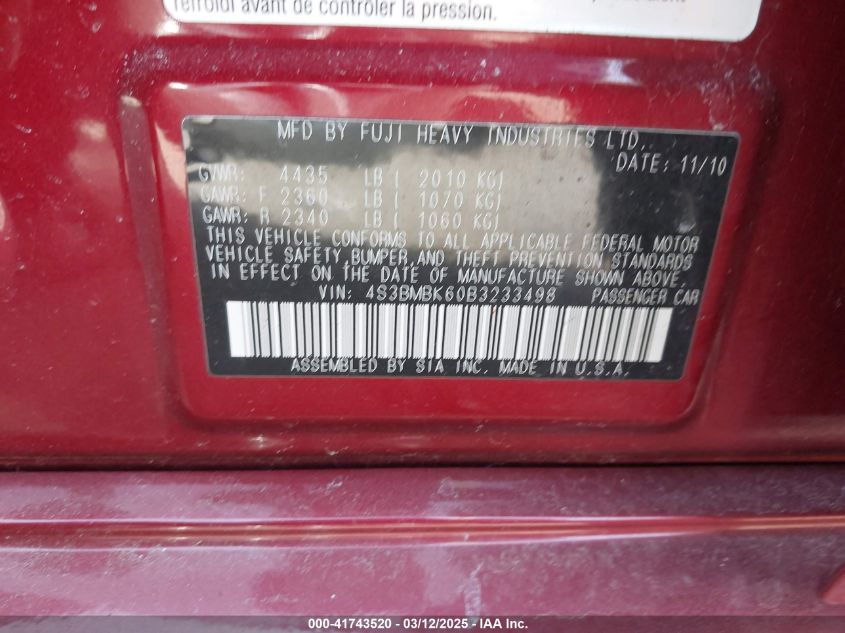 refroidi avant de contrôler la pression.
MFD BY FUJI HEAVY INDUSTRIES LTD.
DATE: 11/10
GVWR: 4435 LB ( 2010 KG)
GAWR: F 2360 LB ( 1070 KG)
GAWR: R 2340 LB ( 1060 KG)
THIS VEHICLE CONFORMS TO ALL APPLICABLE FEDERAL MOTOR
VEHICLE SAFETY, BUMPER, AND THEFT PREVENTION STANDARDS
IN EFFECT ON THE DATE OF MANUFACTURE SHOWN ABOVE.
VIN: 4S3BMBK60B3233498 PASSENGER CAR
ASSEMBLED BY SIA INC. MADE IN U.S.A.
000-41743520 - 03/12/2025 - IAA Inc.